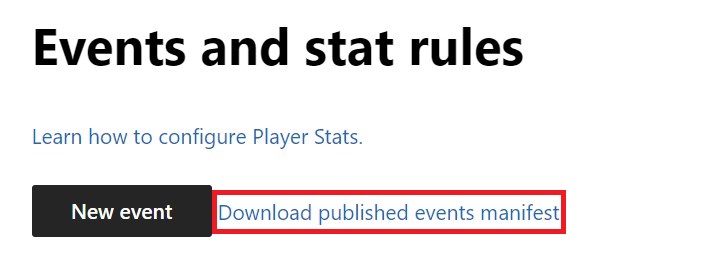 Events and stat rules
Learn how to configure Player Stats.
New event Download published events manifest